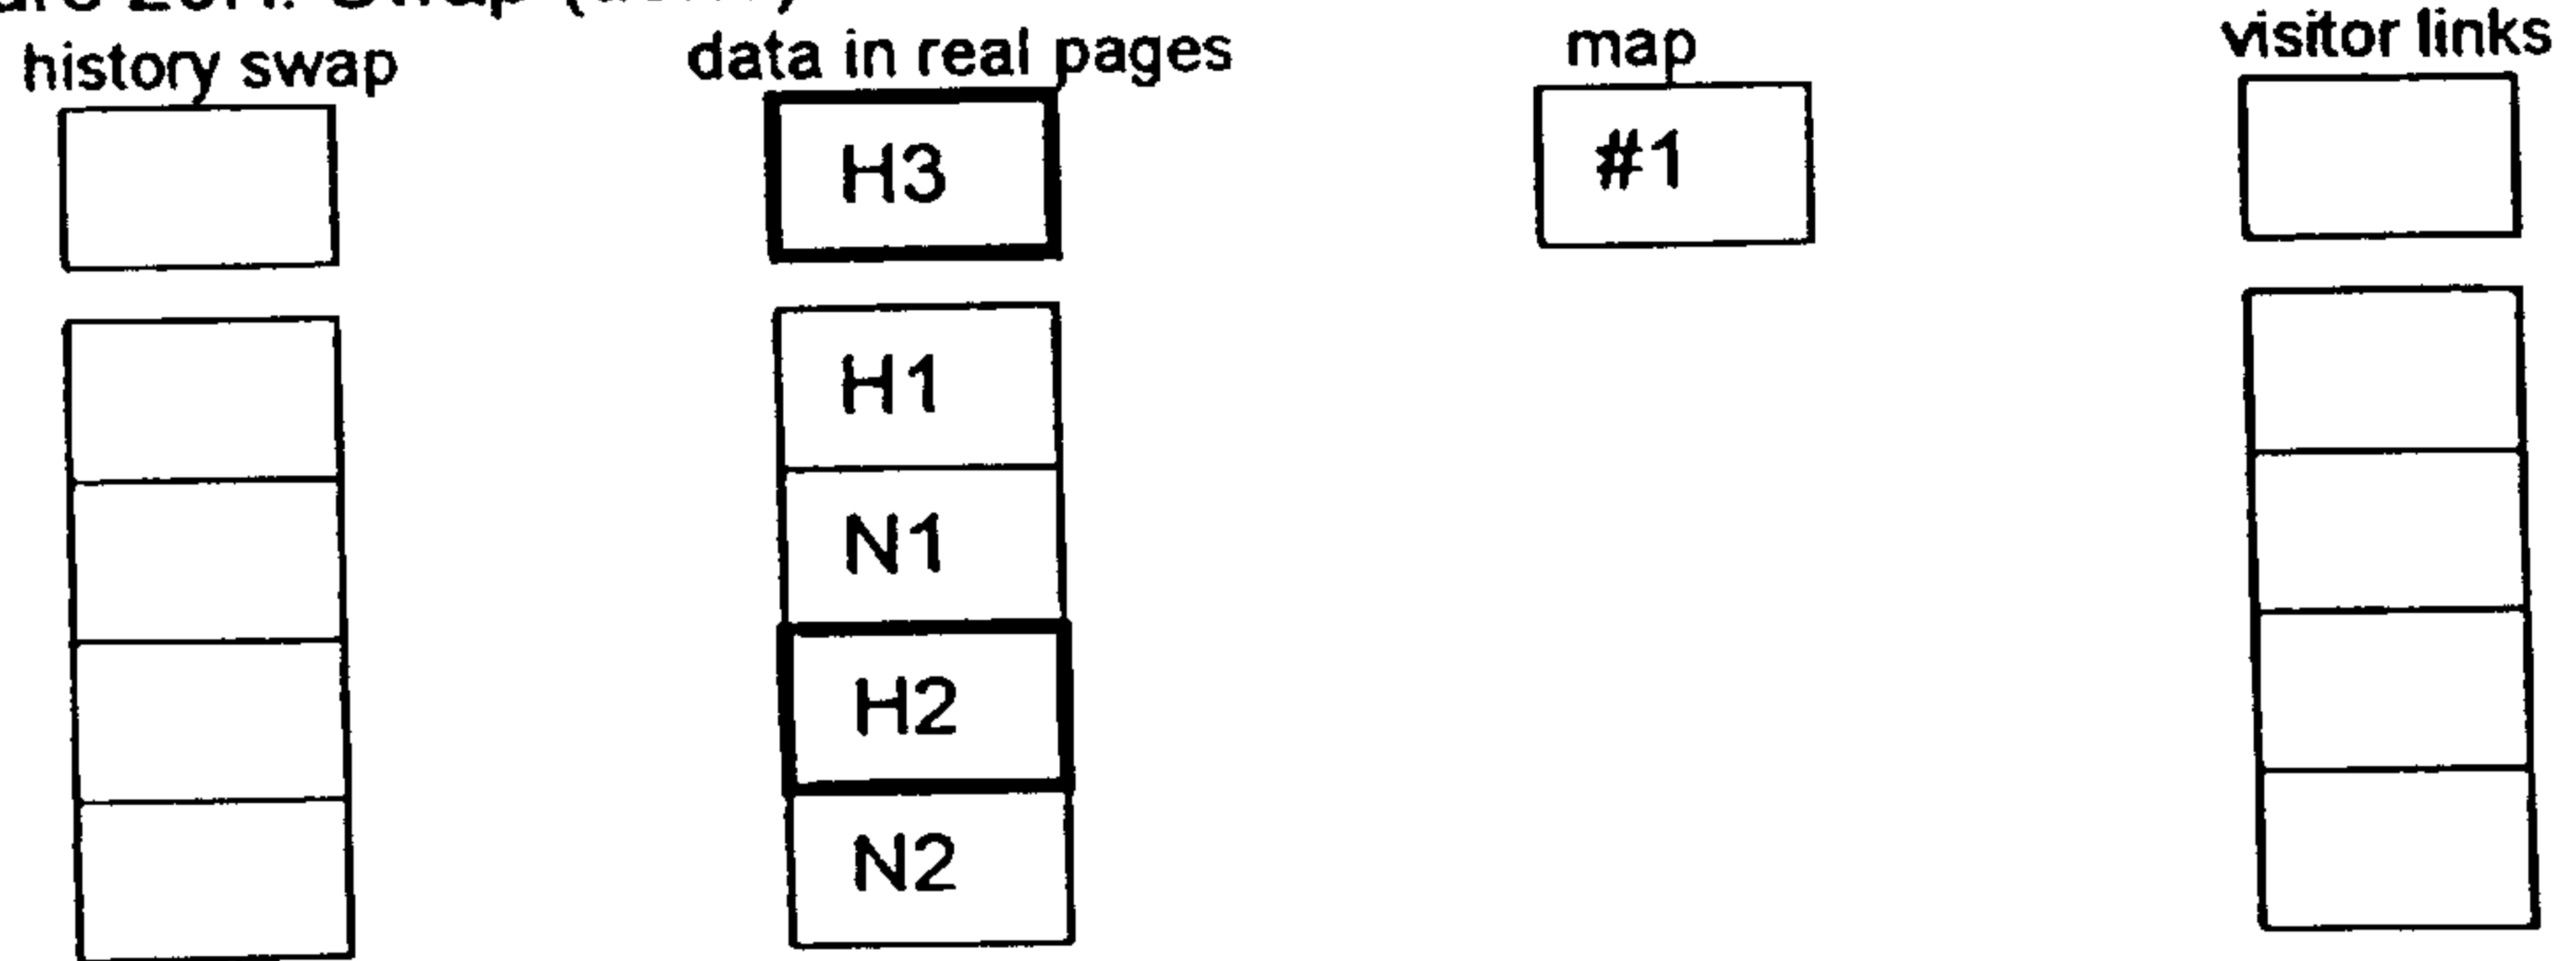 history swap data in real pages map visitor links
H3 #1
H1
N1
H2
N2